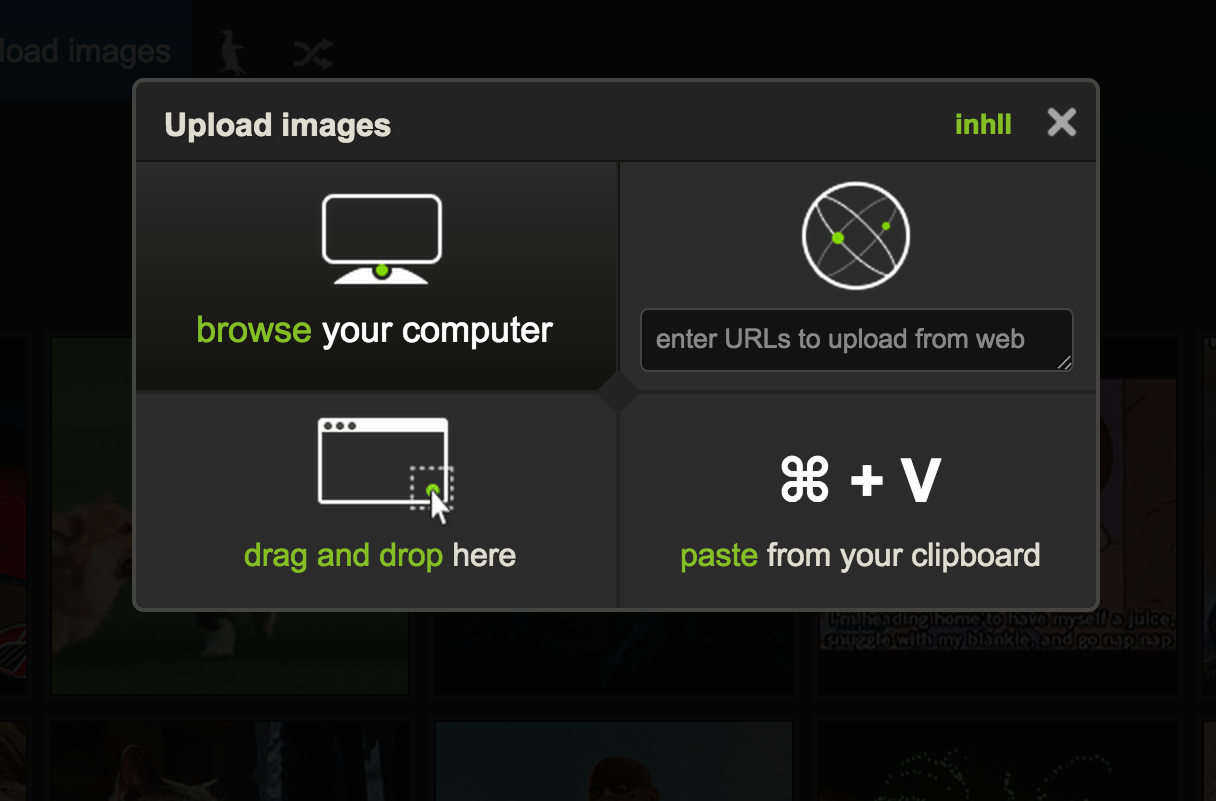 load images
Upload images
inhll
browse your computer
enter URLs to upload from web
drag and drop here
⌘ + V
paste from your clipboard
I'm heading home to have myself a juice,
snuggle with my blankie, and go nap nap